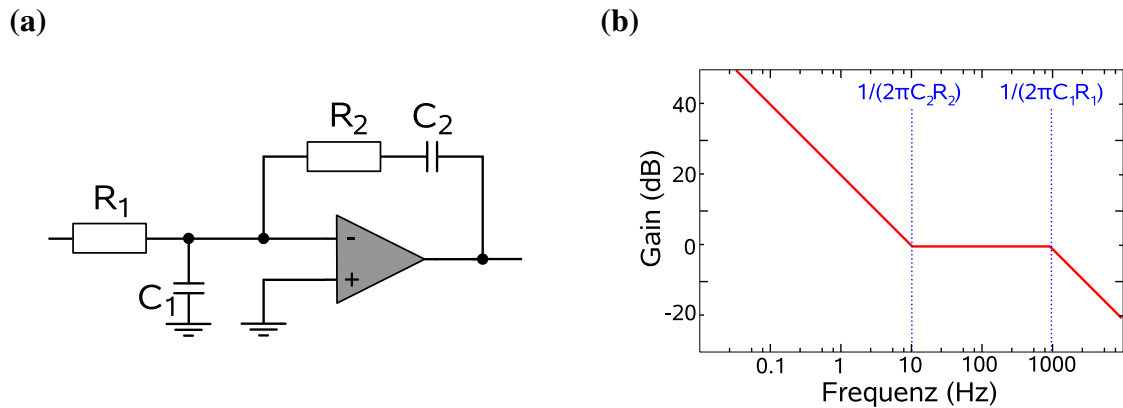 (a)
(b)
R₂ C₂
R₁
C₁
-
+
1/(2πC₂R₂) 1/(2πC₁R₁)
40
20
0
-20
Gain (dB)
0.1 1 10 100 1000
Frequenz (Hz)